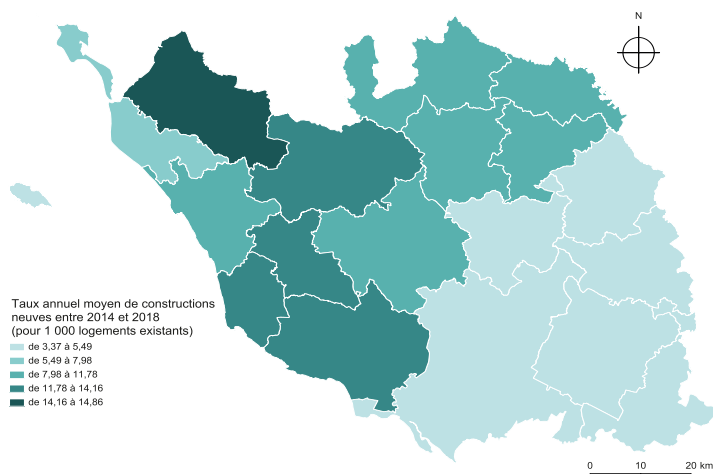 N
Taux annuel moyen de constructions
neuves entre 2014 et 2018
(pour 1 000 logements existants)
de 3,37 à 5,49
de 5,49 à 7,98
de 7,98 à 11,78
de 11,78 à 14,16
de 14,16 à 14,86
0 10 20 km